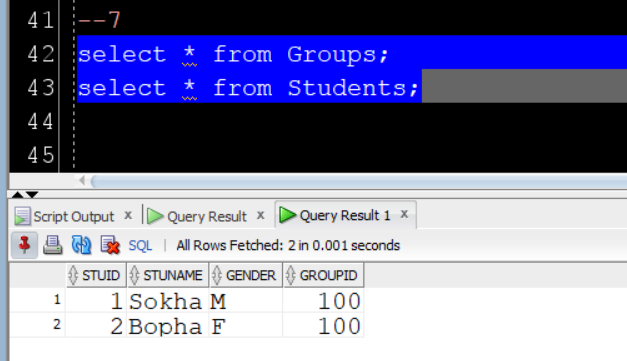 41 --7
42 select * from Groups;
43 select * from Students;
44
45
Script Output x Query Result x Query Result 1 x
SQL | All Rows Fetched: 2 in 0.001 seconds
STUID STUNAME GENDER GROUPID
1 1 Sokha M 100
2 2 Bopha F 100